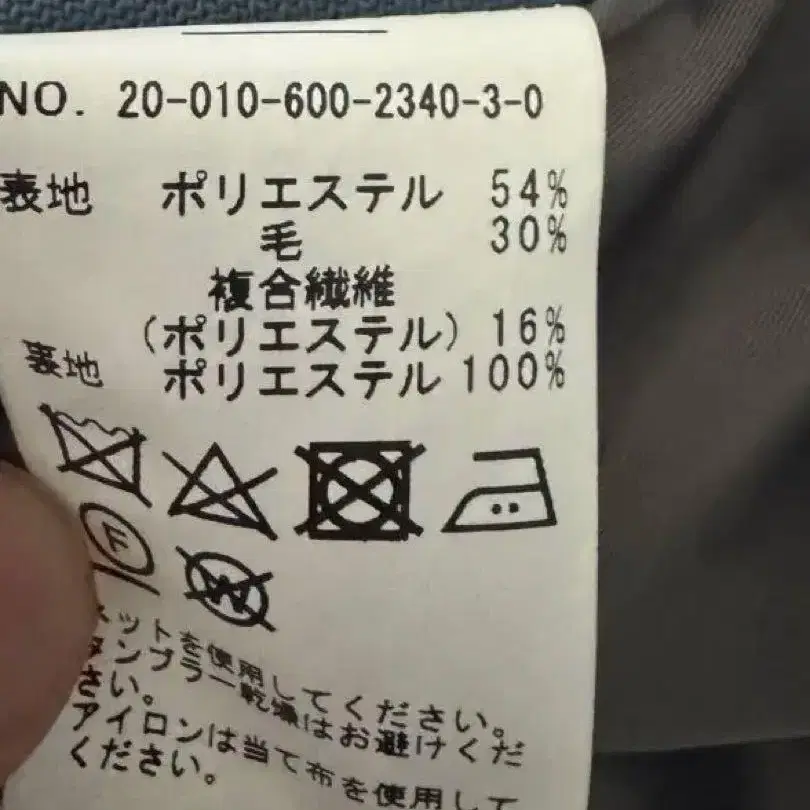 NO. 20-010-600-2340-3-0
表地 ポリエステル 54%
毛 30%
複合繊維
(ポリエステル) 16%
裏地 ポリエステル 100%
F
W
ネットを使用してください。
タンブラー乾燥はお避けくだ
さい。
アイロンは当て布を使用して
ください。